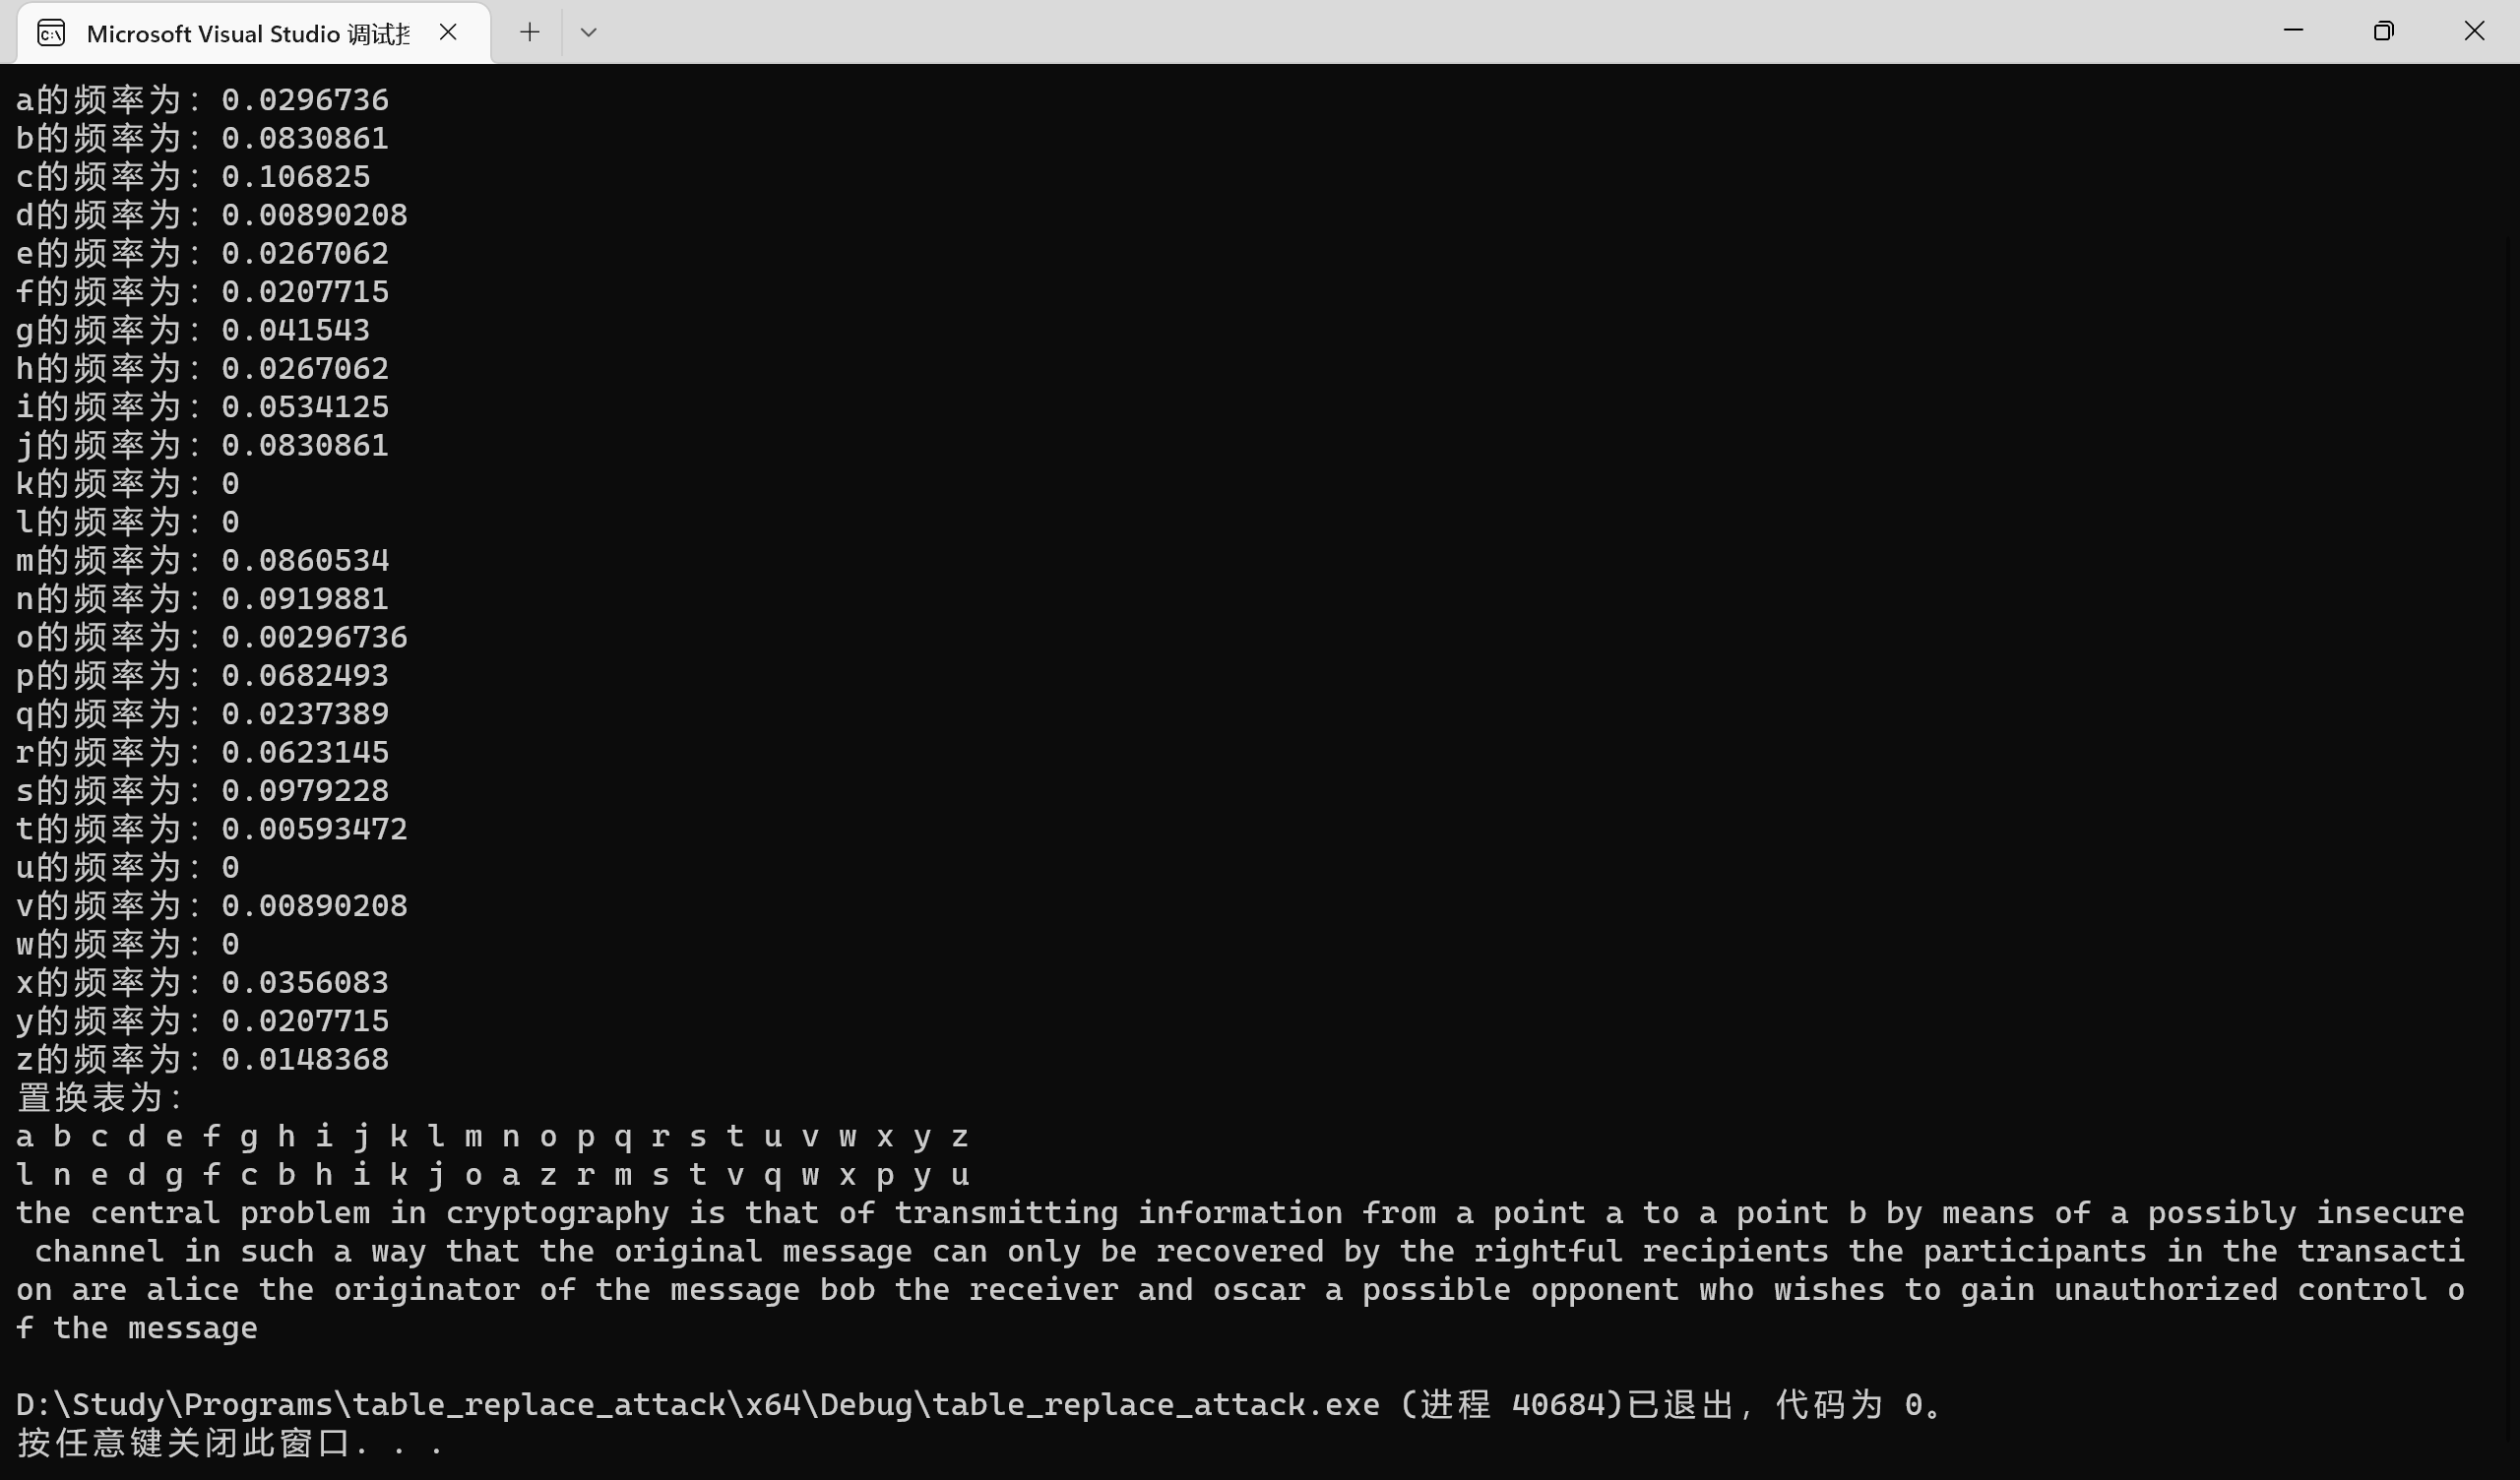 Microsoft Visual Studio 调试
a的频率为：0.0296736
b的频率为：0.0830861
c的频率为：0.106825
d的频率为：0.00890208
e的频率为：0.0267062
f的频率为：0.0207715
g的频率为：0.041543
h的频率为：0.0267062
i的频率为：0.0534125
j的频率为：0.0830861
k的频率为：0
l的频率为：0
m的频率为：0.0860534
n的频率为：0.0919881
o的频率为：0.00296736
p的频率为：0.0682493
q的频率为：0.0237389
r的频率为：0.0623145
s的频率为：0.0979228
t的频率为：0.00593472
u的频率为：0
v的频率为：0.00890208
w的频率为：0
x的频率为：0.0356083
y的频率为：0.0207715
z的频率为：0.0148368
置换表为：
a b c d e f g h i j k l m n o p q r s t u v w x y z
l n e d g f c b h i k j o a z r m s t v q w x p y u
the central problem in cryptography is that of transmitting information from a point a to a point b by means of a possibly insecure
channel in such a way that the original message can only be recovered by the rightful recipients the participants in the transacti
on are alice the originator of the message bob the receiver and oscar a possible opponent who wishes to gain unauthorized control o
f the message
D:\Study\Programs\table_replace_attack\x64\Debug\table_replace_attack.exe (进程 40684)已退出，代码为 0。
按任意键关闭此窗口. . .